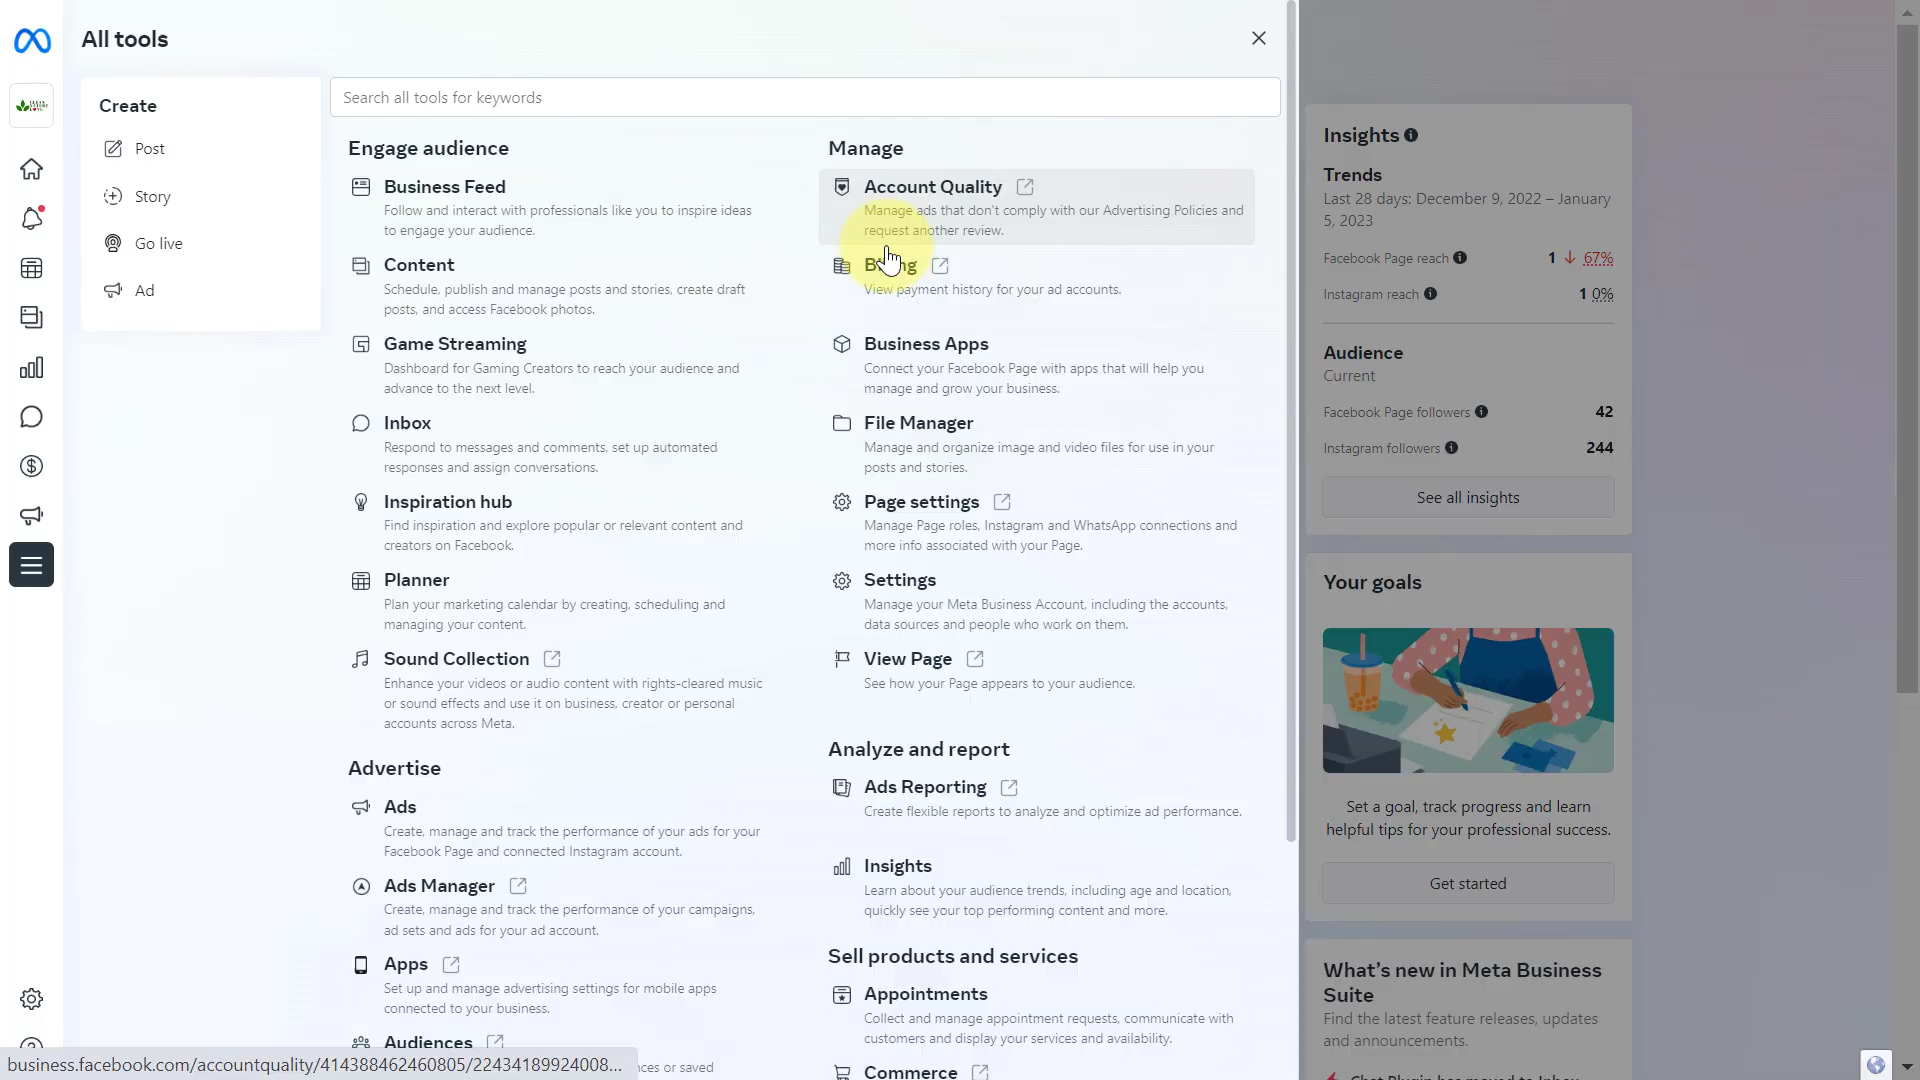 All tools
Create
Post
Story
Go live
Ad
Search all tools for keywords
Engage audience
Business Feed
Follow and interact with professionals like you to inspire ideas
to engage your audience.
Content
Schedule, publish and manage posts and stories, create draft
posts, and access Facebook photos.
Game Streaming
Dashboard for Gaming Creators to reach your audience and
advance to the next level.
Inbox
Respond to messages and comments, set up automated
responses and assign conversations.
Inspiration hub
Find inspiration and explore popular or relevant content and
creators on Facebook.
Planner
Plan your marketing calendar by creating, scheduling and
managing your content.
Sound Collection
Enhance your videos or audio content with rights-cleared music
or sound effects and use it on business, creator or personal
accounts across Meta.
Advertise
Ads
Create, manage and track the performance of your ads for your
Facebook Page and connected Instagram account.
Ads Manager
Create, manage and track the performance of your campaigns,
ad sets and ads for your ad account.
Apps
Set up and manage advertising settings for mobile apps
connected to your business.
Audiences
nces or saved
Manage
Account Quality
Manage ads that don't comply with our Advertising Policies and
request another review.
Billing
View payment history for your ad accounts.
Business Apps
Connect your Facebook Page with apps that will help you
manage and grow your business.
File Manager
Manage and organize image and video files for use in your
posts and stories.
Page settings
Manage Page roles, Instagram and WhatsApp connections and
more info associated with your Page.
Settings
Manage your Meta Business Account, including the accounts,
data sources and people who work on them.
View Page
See how your Page appears to your audience.
Analyze and report
Ads Reporting
Create flexible reports to analyze and optimize ad performance.
Insights
Learn about your audience trends, including age and location,
quickly see your top performing content and more.
Sell products and services
Appointments
Collect and manage appointment requests, communicate with
customers and display your services and availability.
Commerce
Insights
Trends
Last 28 days: December 9, 2022 – January
5, 2023
Facebook Page reach 1 ↓ 67%
Instagram reach 1 0%
Audience
Current
Facebook Page followers 42
Instagram followers 244
See all insights
Your goals
Set a goal, track progress and learn
helpful tips for your professional success.
Get started
What's new in Meta Business
Suite
Find the latest feature releases, updates
and announcements.
Chat Plugin has moved to Inbox
business.facebook.com/accountquality/414388462460805/22434189924008...